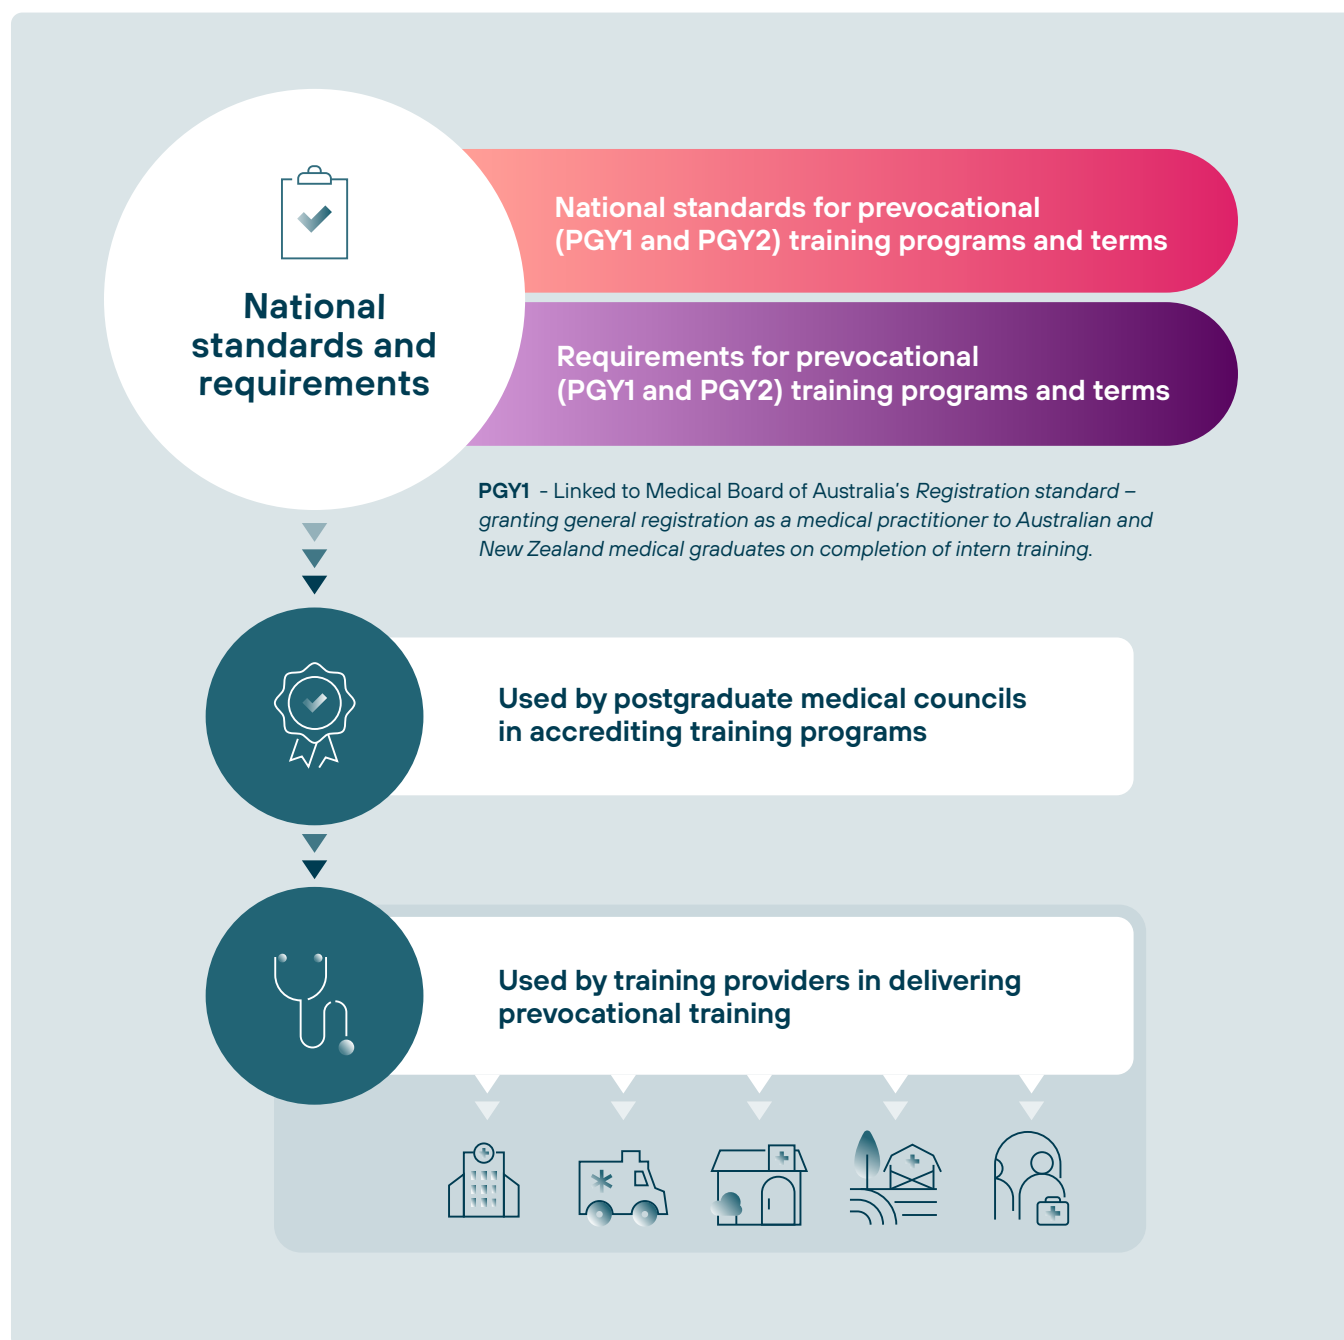 National
standards and
requirements
National standards for prevocational
(PGY1 and PGY2) training programs and terms
Requirements for prevocational
(PGY1 and PGY2) training programs and terms
PGY1 - Linked to Medical Board of Australia's Registration standard –
granting general registration as a medical practitioner to Australian and
New Zealand medical graduates on completion of intern training.
Used by postgraduate medical councils
in accrediting training programs
Used by training providers in delivering
prevocational training